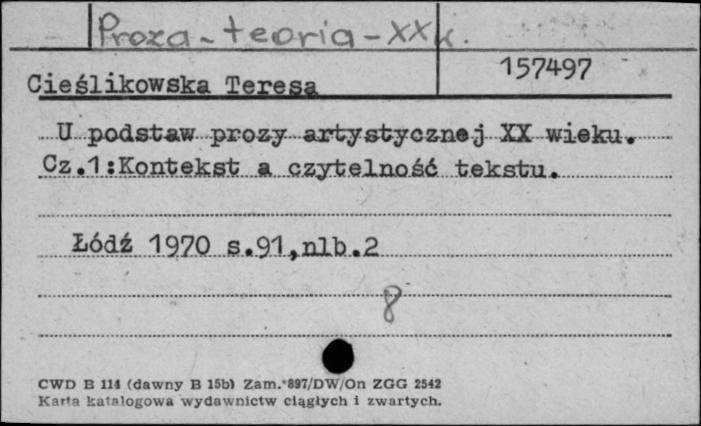 Proza - teoria - XX w.
157497
Cieślikowska Teresa
U podstaw prozy artystycznej XX wieku.
Cz.1:Kontekst a czytelność tekstu.
Łódź 1970 s.91,nlb.2
8
CWD B 114 (dawny B 15b) Zam. 897/DW/On ZGG 2542
Karta katalogowa wydawnictw ciągłych i zwartych.